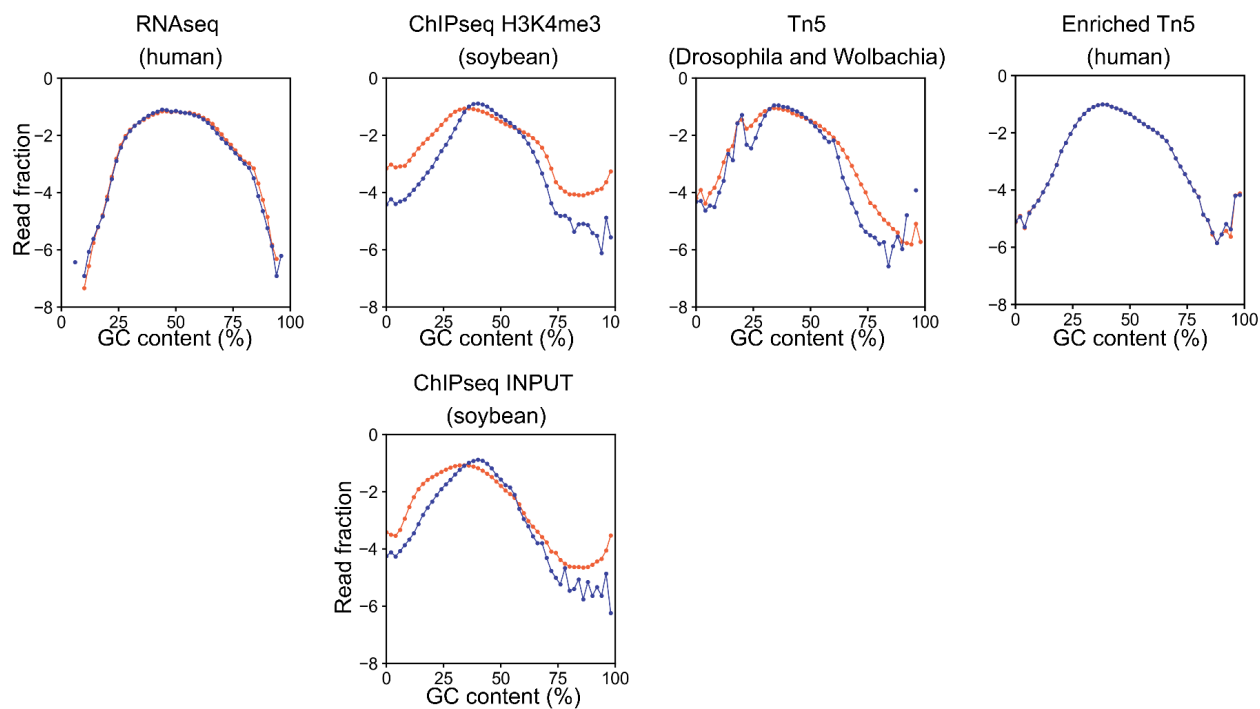 RNAseq
(human)
0
−2
−4
−6
−8
Read fraction
0 25 50 75 100
GC content (%)
ChIPseq H3K4me3
(soybean)
0
−2
−4
−6
−8
0 25 50 75 10
GC content (%)
Tn5
(Drosophila and Wolbachia)
0
−2
−4
−6
−8
0 25 50 75 100
GC content (%)
Enriched Tn5
(human)
0
−2
−4
−6
−8
0 25 50 75 100
GC content (%)
ChIPseq INPUT
(soybean)
0
−2
−4
−6
−8
Read fraction
0 25 50 75 100
GC content (%)